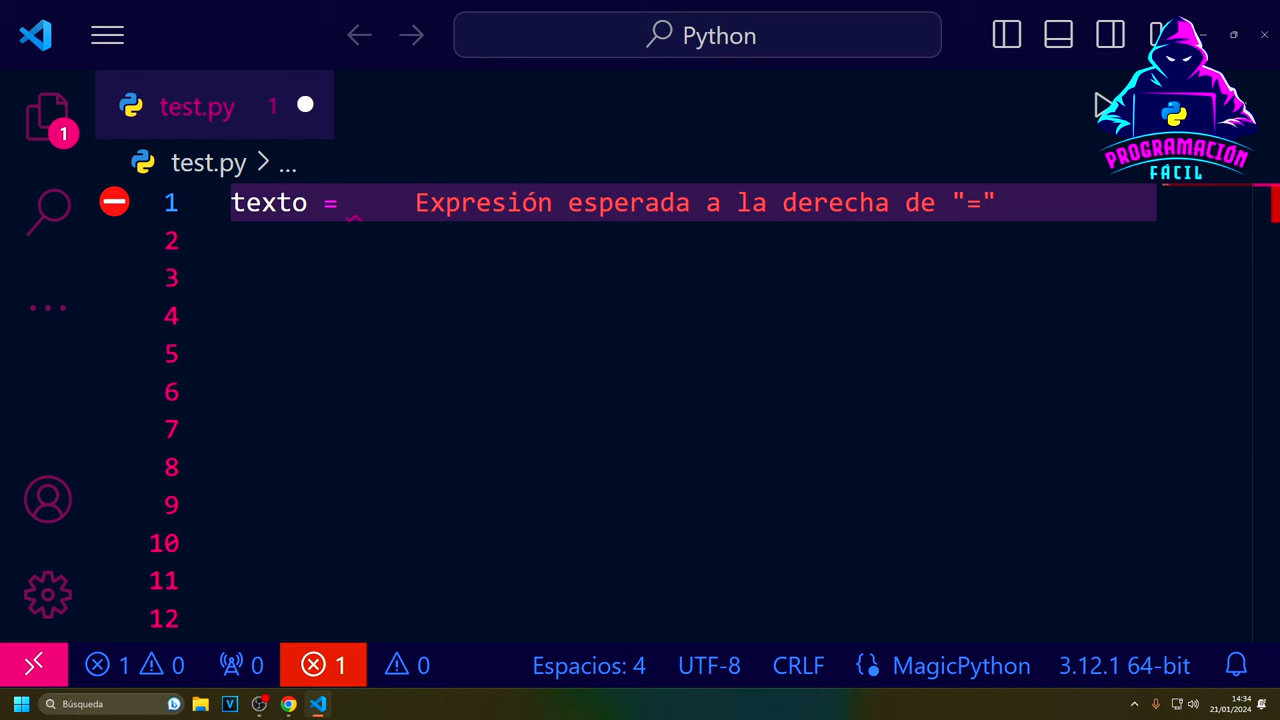 Python
test.py 1
PROGRAMACIÓN
FÁCIL
1
test.py > ...
1 texto = Expresión esperada a la derecha de "="
2
3
4
5
6
7
8
9
10
11
12
1 0 0 1 0 Espacios: 4 UTF-8 CRLF MagicPython 3.12.1 64-bit
Búsqueda
14:34
21/01/2024